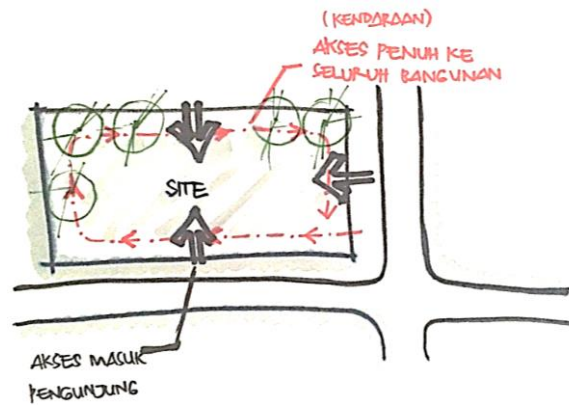 (KENDARAAN)
AKSES PENUH KE
SELURUH BANGUNAN
SITE
AKSES MASUK
PENGUNJUNG